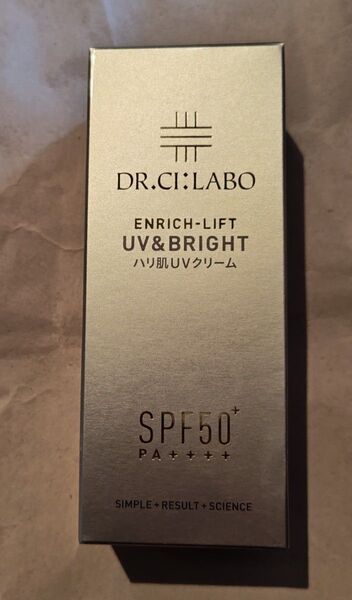 DR.CI:LABO
ENRICH-LIFT
UV&BRIGHT
ハリ肌UVクリーム
SPF50+
PA++++
SIMPLE+RESULT+SCIENCE